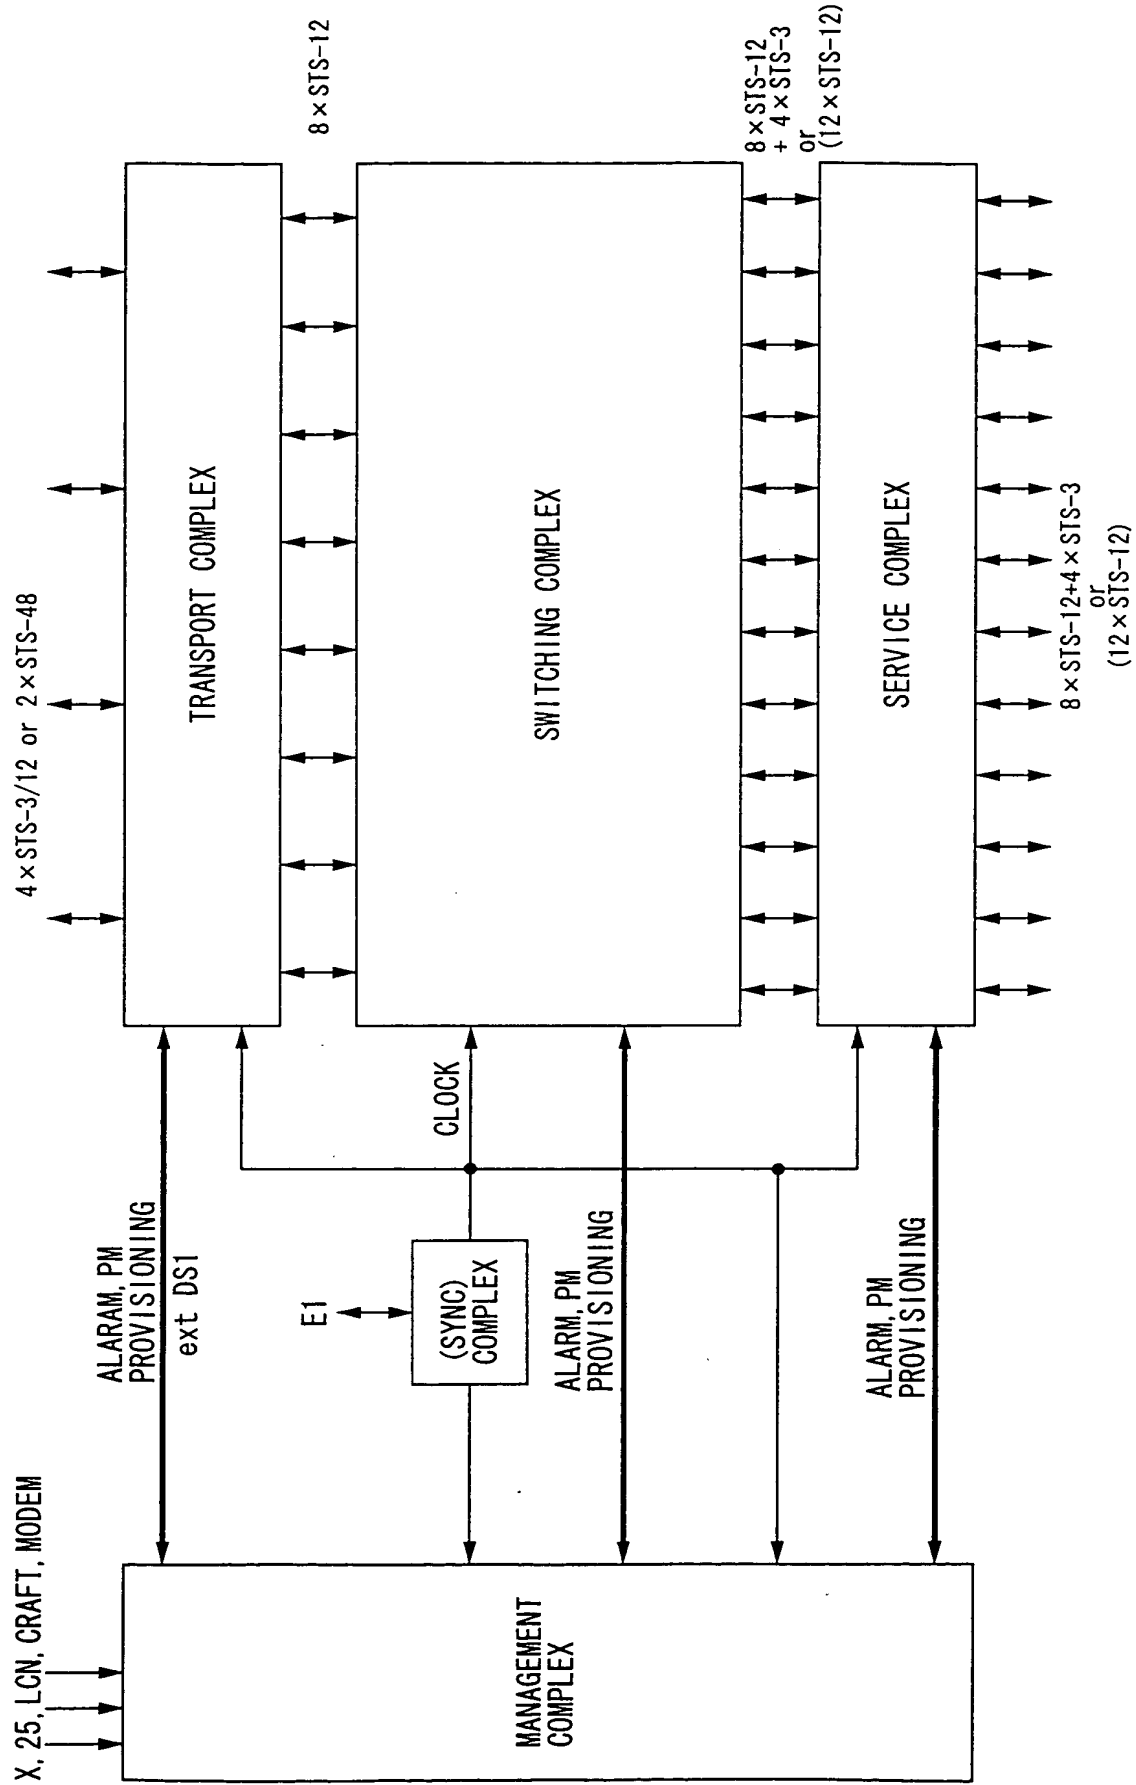 X, 25, LCN, CRAFT, MODEM
4×STS-3/12 or 2×STS-48
ALARAM, PM
PROVISIONING
ext DS1
TRANSPORT COMPLEX
8×STS-12
E1
(SYNC)
COMPLEX
CLOCK
MANAGEMENT
COMPLEX
ALARM, PM
PROVISIONING
SWITCHING COMPLEX
8×STS-12
+ 4×STS-3
or
(12×STS-12)
ALARM, PM
PROVISIONING
SERVICE COMPLEX
8×STS-12+4×STS-3
or
(12×STS-12)